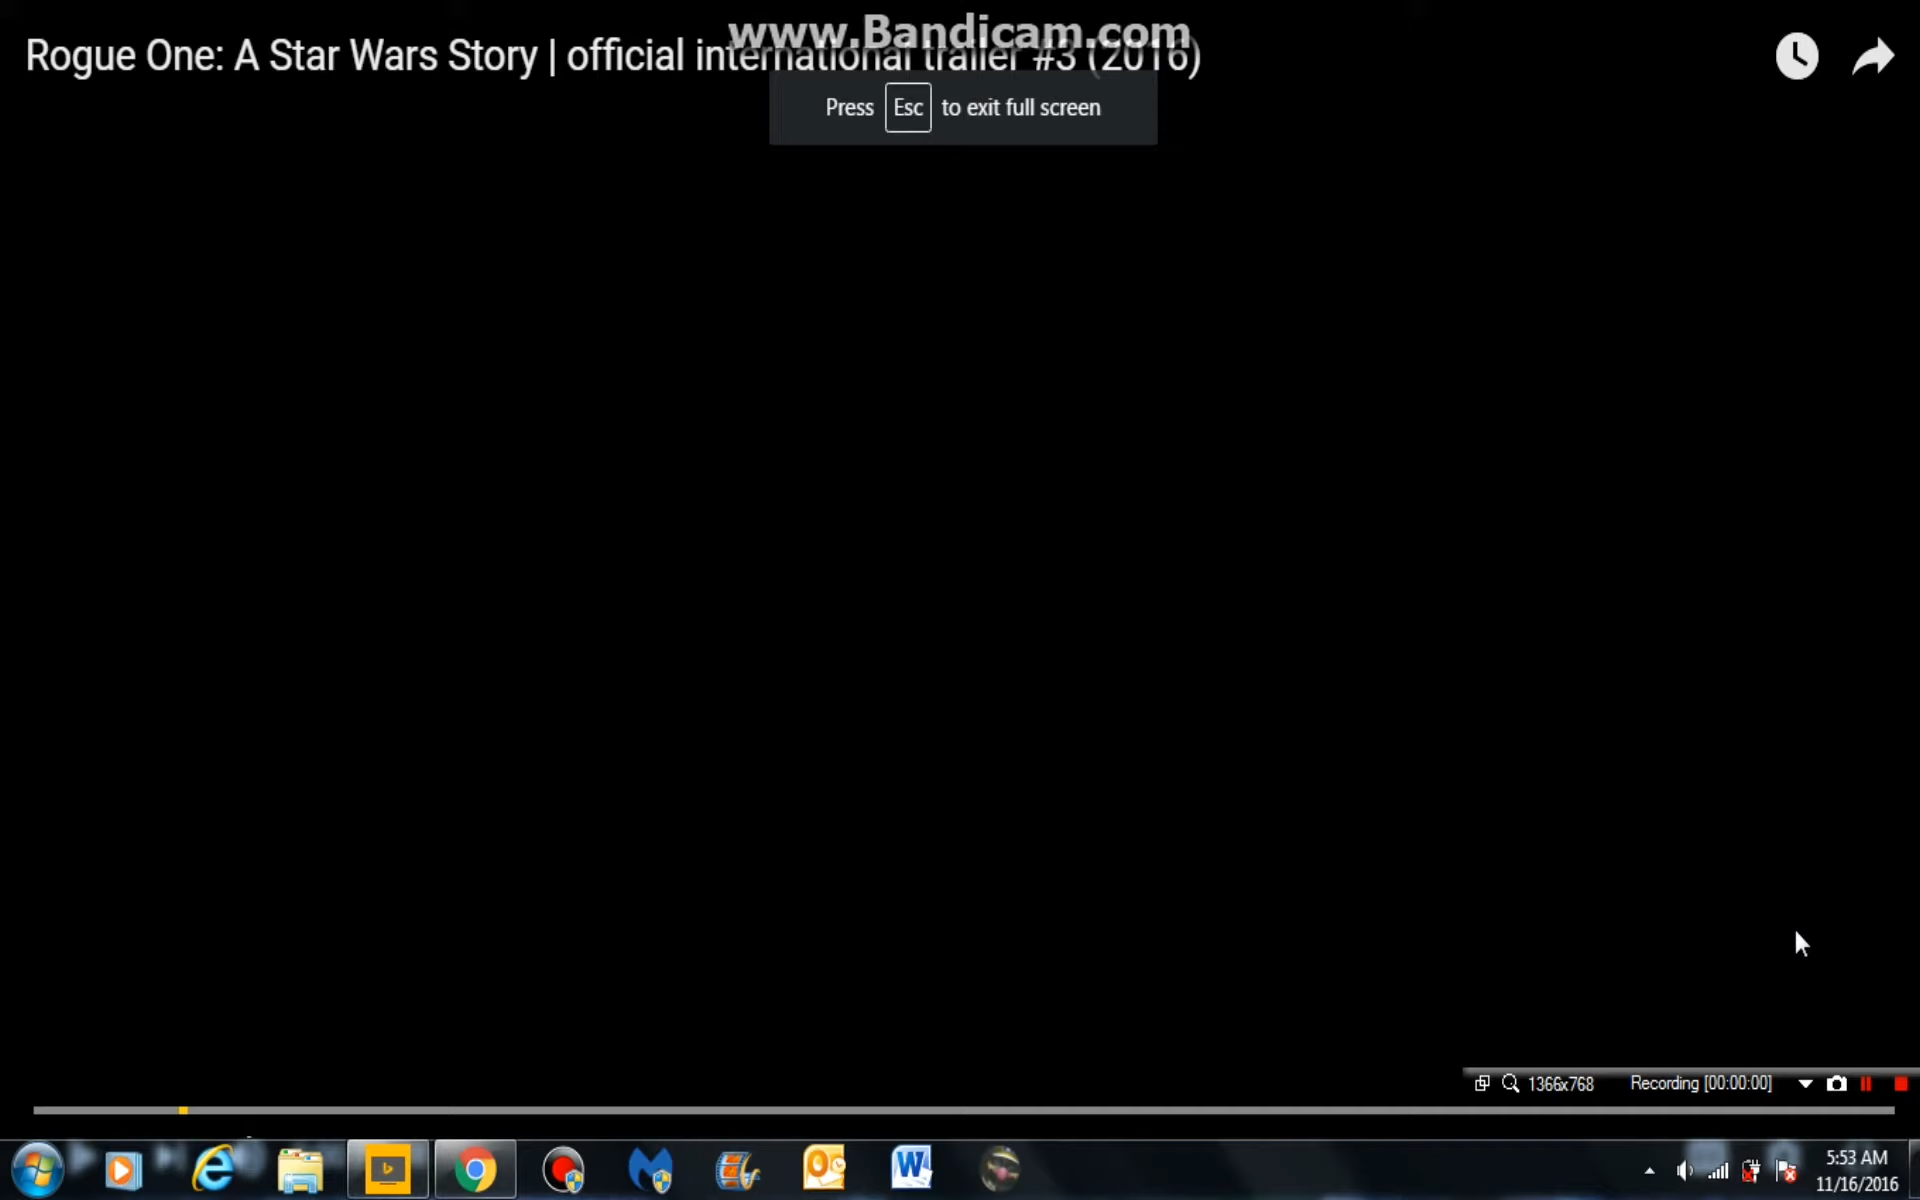 www.Bandicam.com
Rogue One: A Star Wars Story | official international trailer #3 (2016)
Press Esc to exit full screen
1366x768 Recording [00:00:00]
5:53 AM
11/16/2016